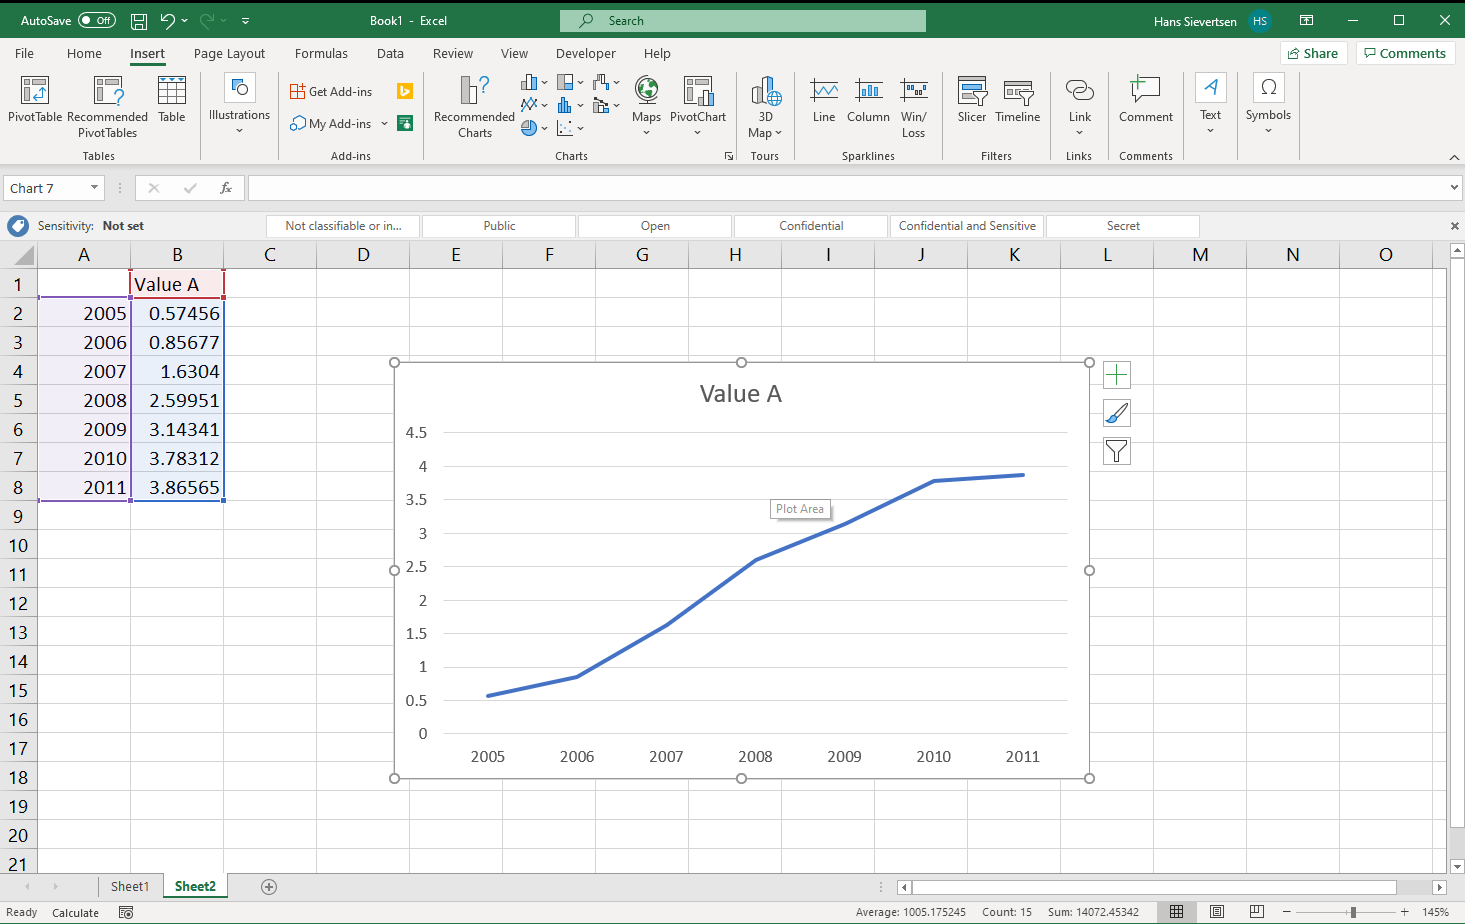 AutoSave Off Book1 - Excel Search Hans Sievertsen HS
File Home Insert Page Layout Formulas Data Review View Developer Help Share Comments
PivotTable Recommended PivotTables Table Illustrations Get Add-ins My Add-ins Recommended Charts Maps PivotChart 3D Map Line Column Win/Loss Slicer Timeline Link Comment Text Symbols
Tables Add-ins Charts Tours Sparklines Filters Links Comments
Chart 7 fx
Sensitivity: Not set Not classifiable or in... Public Open Confidential Confidential and Sensitive Secret
A B C D E F G H I J K L M N O
1 Value A
2 2005 0.57456
3 2006 0.85677
4 2007 1.6304
5 2008 2.59951
6 2009 3.14341
7 2010 3.78312
8 2011 3.86565
9
10
11
12
13
14
15
16
17
18
19
20
21
Value A
4.5
4
3.5
Plot Area
3
2.5
2
1.5
1
0.5
0
2005 2006 2007 2008 2009 2010 2011
Sheet1 Sheet2
Ready Calculate Average: 1005.175245 Count: 15 Sum: 14072.45342 145%